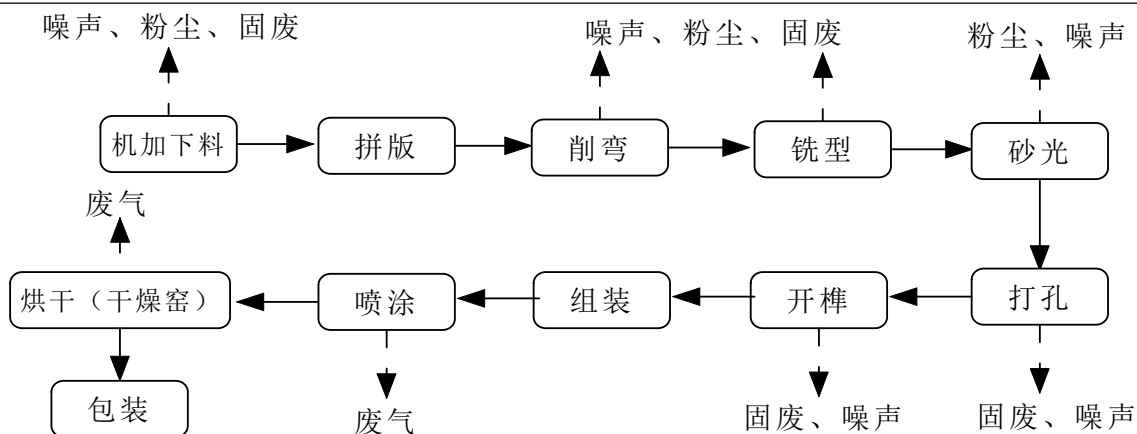 噪声、粉尘、固废
噪声、粉尘、固废
粉尘、噪声
机加下料
拼版
削弯
铣型
砂光
废气
烘干（干燥窑）
喷涂
组装
开榫
打孔
包装
废气
固废、噪声
固废、噪声